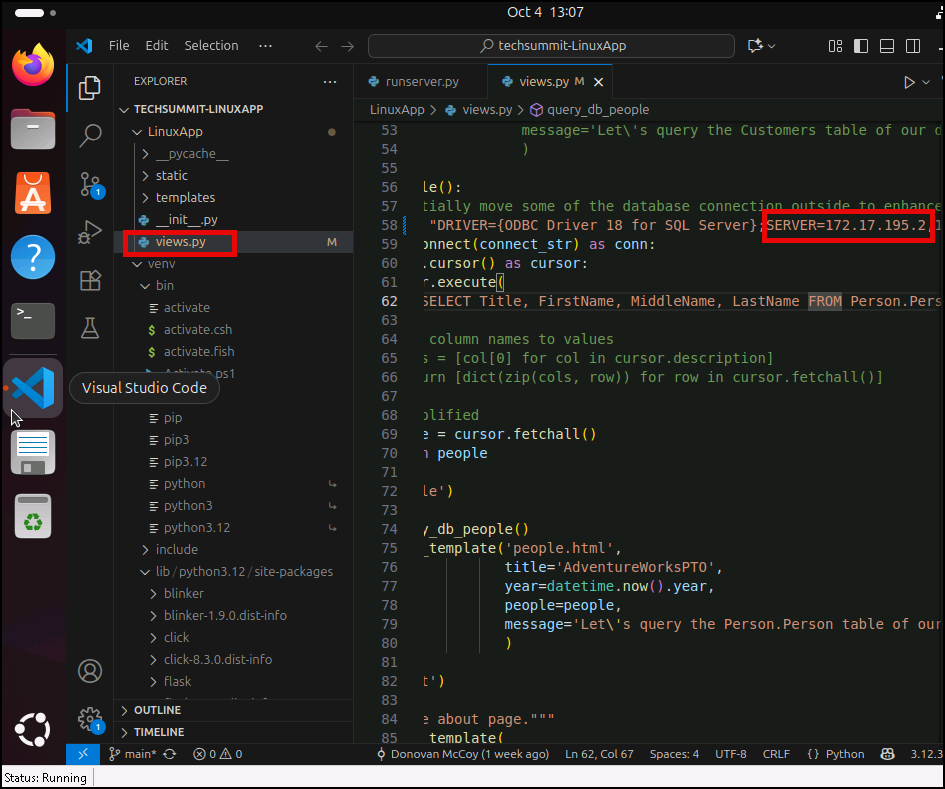 Oct 4 13:07
File Edit Selection ···
techsummit-LinuxApp
EXPLORER ···
TECHSUMMIT-LINUXAPP
LinuxApp
__pycache__
static
templates
__init__.py
views.py M
venv
bin
activate
activate.csh
activate.fish
Activate.ps1
pip
pip3
pip3.12
python
python3
python3.12
include
lib/python3.12/site-packages
blinker
blinker-1.9.0.dist-info
click
click-8.3.0.dist-info
flask
OUTLINE
TIMELINE
1
1
?
>_
Visual Studio Code
runserver.py views.py M
LinuxApp > views.py > query_db_people
53 message='Let\'s query the Customers table of our d
54 )
55
56 le():
57 tially move some of the database connection outside to enhance
58 "DRIVER={ODBC Driver 18 for SQL Server};SERVER=172.17.195.2,1
59 onnect(connect_str) as conn:
60 .cursor() as cursor:
61 r.execute(
62 SELECT Title, FirstName, MiddleName, LastName FROM Person.Pers
63
64 column names to values
65 s = [col[0] for col in cursor.description]
66 urn [dict(zip(cols, row)) for row in cursor.fetchall()]
67
68 plified
69 e = cursor.fetchall()
70 n people
71
72 le')
73
74 y_db_people()
75 _template('people.html',
76 title='AdventureWorksPTO',
77 year=datetime.now().year,
78 people=people,
79 message='Let\'s query the Person.Person table of our
80 )
81
82 t')
83
84 e about page."""
85 _template(
main* 0 0 Donovan McCoy (1 week ago) Ln 62, Col 67 Spaces: 4 UTF-8 CRLF {} Python 3.12.3
Status: Running